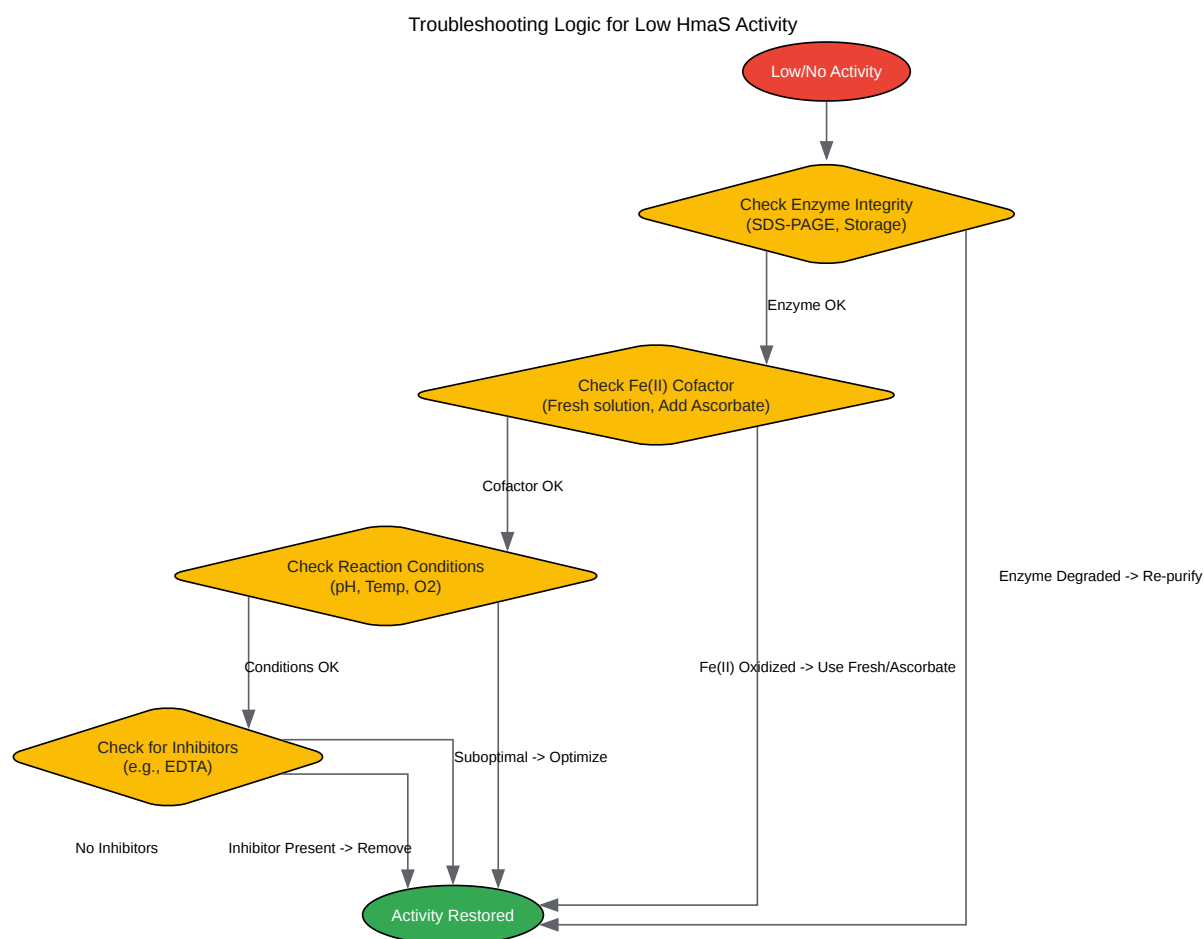 Troubleshooting Logic for Low HmaS Activity
Low/No Activity
Check Enzyme Integrity
(SDS-PAGE, Storage)
Enzyme OK
Check Fe(II) Cofactor
(Fresh solution, Add Ascorbate)
Cofactor OK
Check Reaction Conditions
(pH, Temp, O2)
Enzyme Degraded -> Re-purify
Conditions OK
Fe(II) Oxidized -> Use Fresh/Ascorbate
Check for Inhibitors
(e.g., EDTA)
Suboptimal -> Optimize
No Inhibitors
Inhibitor Present -> Remove
Activity Restored